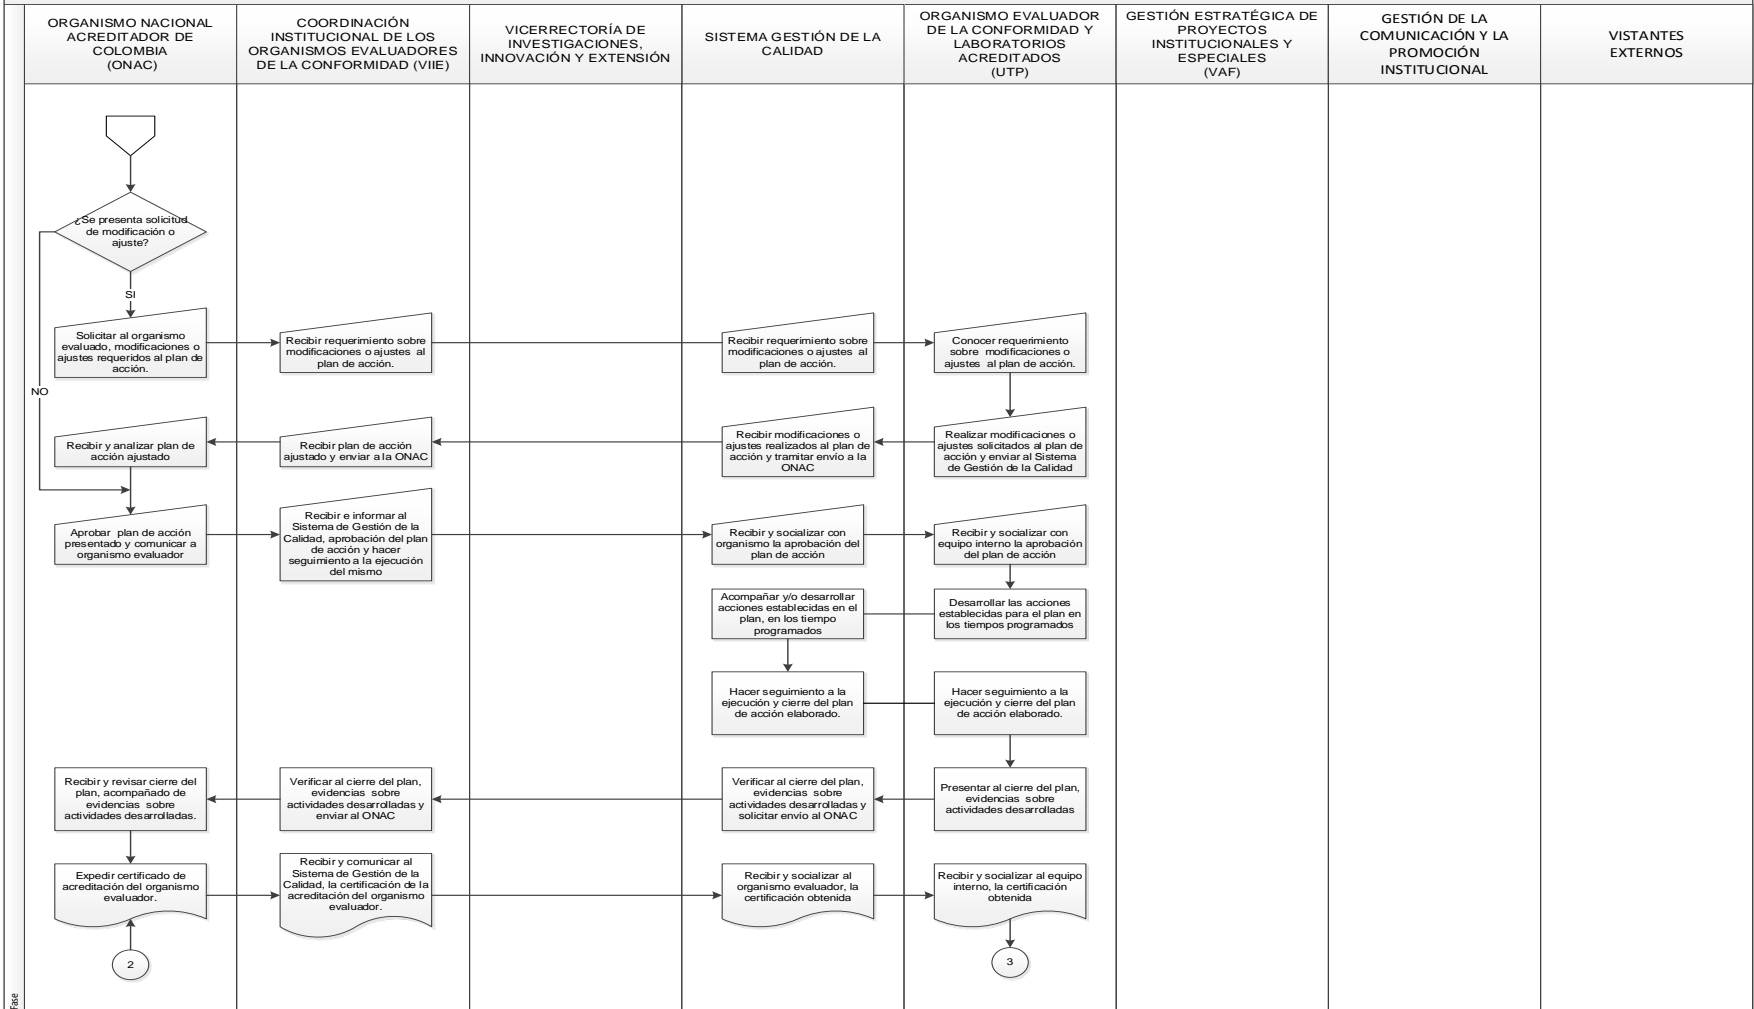 ORGANISMO NACIONAL
ACREDITADOR DE
COLOMBIA
(ONAC)
COORDINACIÓN
INSTITUCIONAL DE LOS
ORGANISMOS EVALUADORES
DE LA CONFORMIDAD (VIIE)
VICERRECTORÍA DE
INVESTIGACIONES,
INNOVACIÓN Y EXTENSIÓN
SISTEMA GESTIÓN DE LA
CALIDAD
ORGANISMO EVALUADOR
DE LA CONFORMIDAD Y
LABORATORIOS
ACREDITADOS
(UTP)
GESTIÓN ESTRATÉGICA DE
PROYECTOS
INSTITUCIONALES Y
ESPECIALES
(VAF)
GESTIÓN DE LA
COMUNICACIÓN Y LA
PROMOCIÓN
INSTITUCIONAL
VISTANTES
EXTERNOS
¿Se presenta solicitud
de modificación o
ajuste?
SI
NO
Solicitar al organismo
evaluado, modificaciones o
ajustes requeridos al plan de
acción.
Recibir requerimiento sobre
modificaciones o ajustes al
plan de acción.
Recibir requerimiento sobre
modificaciones o ajustes al
plan de acción.
Conocer requerimiento
sobre modificaciones o
ajustes al plan de acción.
Recibir y analizar plan de
acción ajustado
Recibir plan de acción
ajustado y enviar a la ONAC
Recibir modificaciones o
ajustes realizados al plan de
acción y tramitar envío a la
ONAC
Realizar modificaciones o
ajustes solicitados al plan de
acción y enviar al Sistema
de Gestión de la Calidad
Aprobar plan de acción
presentado y comunicar a
organismo evaluador
Recibir e informar al
Sistema de Gestión de la
Calidad, aprobación del plan
de acción y hacer
seguimiento a la ejecución
del mismo
Recibir y socializar con
organismo la aprobación del
plan de acción
Recibir y socializar con
equipo interno la aprobación
del plan de acción
Acompañar y/o desarrollar
acciones establecidas en el
plan, en los tiempo
programados
Desarrollar las acciones
establecidas para el plan en
los tiempos programados
Hacer seguimiento a la
ejecución y cierre del plan
de acción elaborado.
Hacer seguimiento a la
ejecución y cierre del plan
de acción elaborado.
Recibir y revisar cierre del
plan, acompañado de
evidencias sobre
actividades desarrolladas.
Verificar al cierre del plan,
evidencias sobre
actividades desarrolladas y
enviar al ONAC
Verificar al cierre del plan,
evidencias sobre
actividades desarrolladas y
solicitar envío al ONAC
Presentar al cierre del plan,
evidencias sobre
actividades desarrolladas
Expedir certificado de
acreditación del organismo
evaluador.
Recibir y comunicar al
Sistema de Gestión de la
Calidad, la certificación de la
acreditación del organismo
evaluador.
Recibir y socializar al
organismo evaluador, la
certificación obtenida
Recibir y socializar al equipo
interno, la certificación
obtenida
2
3
Fase